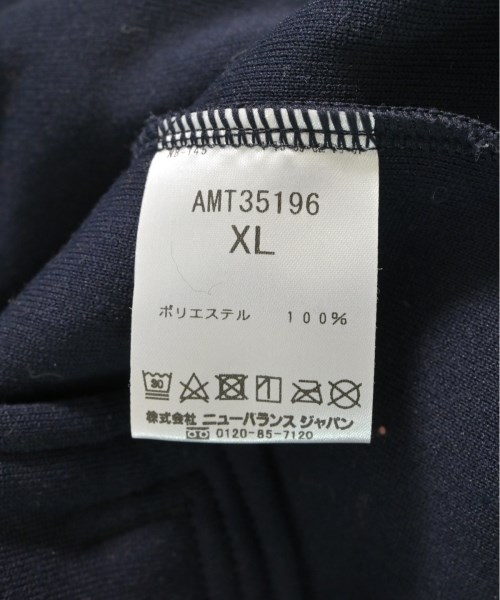 AMT35196
XL
ポリエステル 100%
30
株式会社 ニューバランス ジャパン
0120-85-7120